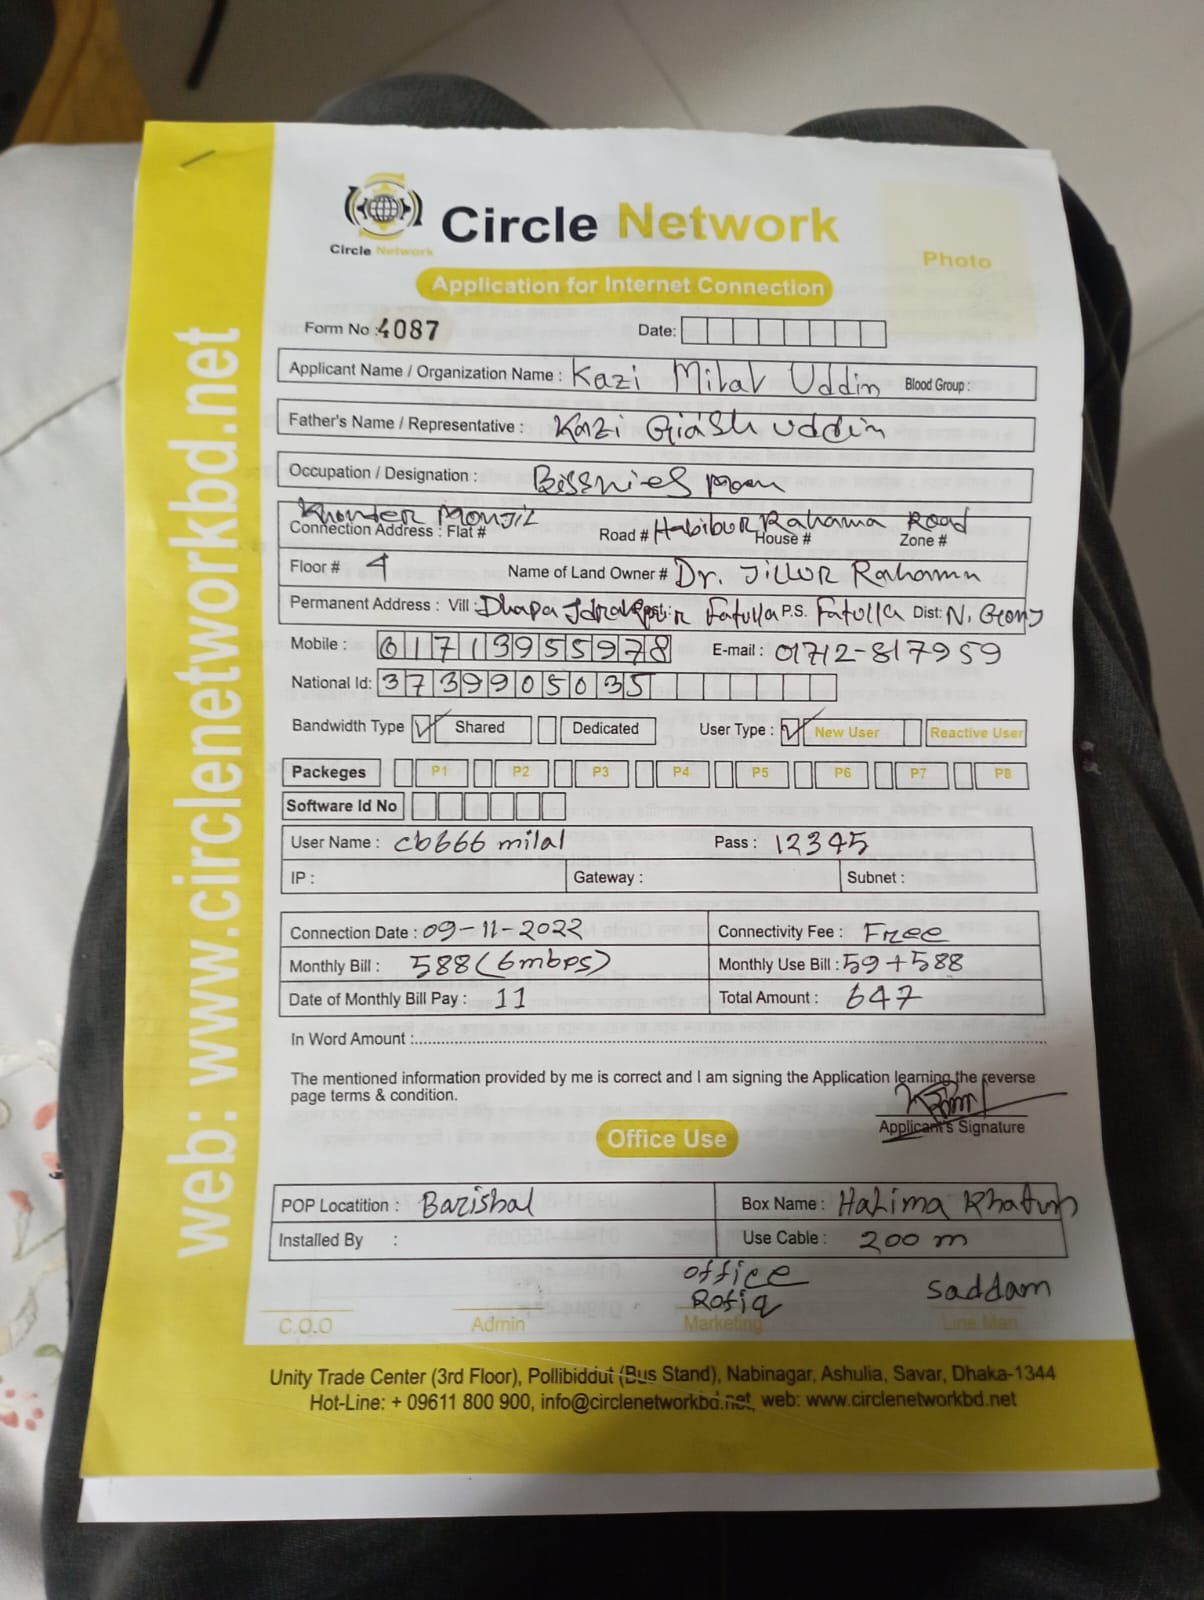 web: www.circlenetworkbd.net
Circle Network
Circle Network
Photo
Application for Internet Connection
Form No : 4087 Date:
Applicant Name / Organization Name : Kazi Milal Uddin Blood Group :
Father's Name / Representative : Kazi Giash uddin
Occupation / Designation :
Khonder Monjil Habibur Rahama Road
Connection Address : Flat # Road # House # Zone #
Floor # 4 Name of Land Owner # Dr. Jillur Rahama
Permanent Address : Vill : Dhapa Fatulla P.S. Fatulla Dist: N. Gonj
Mobile : 01713955978 E-mail : 01712-817959
National Id: 3739905035
Bandwidth Type Shared Dedicated User Type : New User Reactive User
Packeges P1 P2 P3 P4 P5 P6 P7 P8
Software Id No
User Name : cb666 milal Pass : 12345
IP : Gateway : Subnet :
Connection Date : 09-11-2022 Connectivity Fee : Free
Monthly Bill : 588 (6mbps) Monthly Use Bill : 59+588
Date of Monthly Bill Pay : 11 Total Amount : 647
In Word Amount :
The mentioned information provided by me is correct and I am signing the Application learning the reverse
page terms & condition.
Applicant's Signature
Office Use
POP Locatition : Barishal Box Name : Halima Khatun
Installed By : Use Cable : 200 m
office
Rofiq saddam
C.O.O Admin Marketing Line Man
Unity Trade Center (3rd Floor), Pollibiddut (Bus Stand), Nabinagar, Ashulia, Savar, Dhaka-1344
Hot-Line: + 09611 800 900, info@circlenetworkbd.net, web: www.circlenetworkbd.net